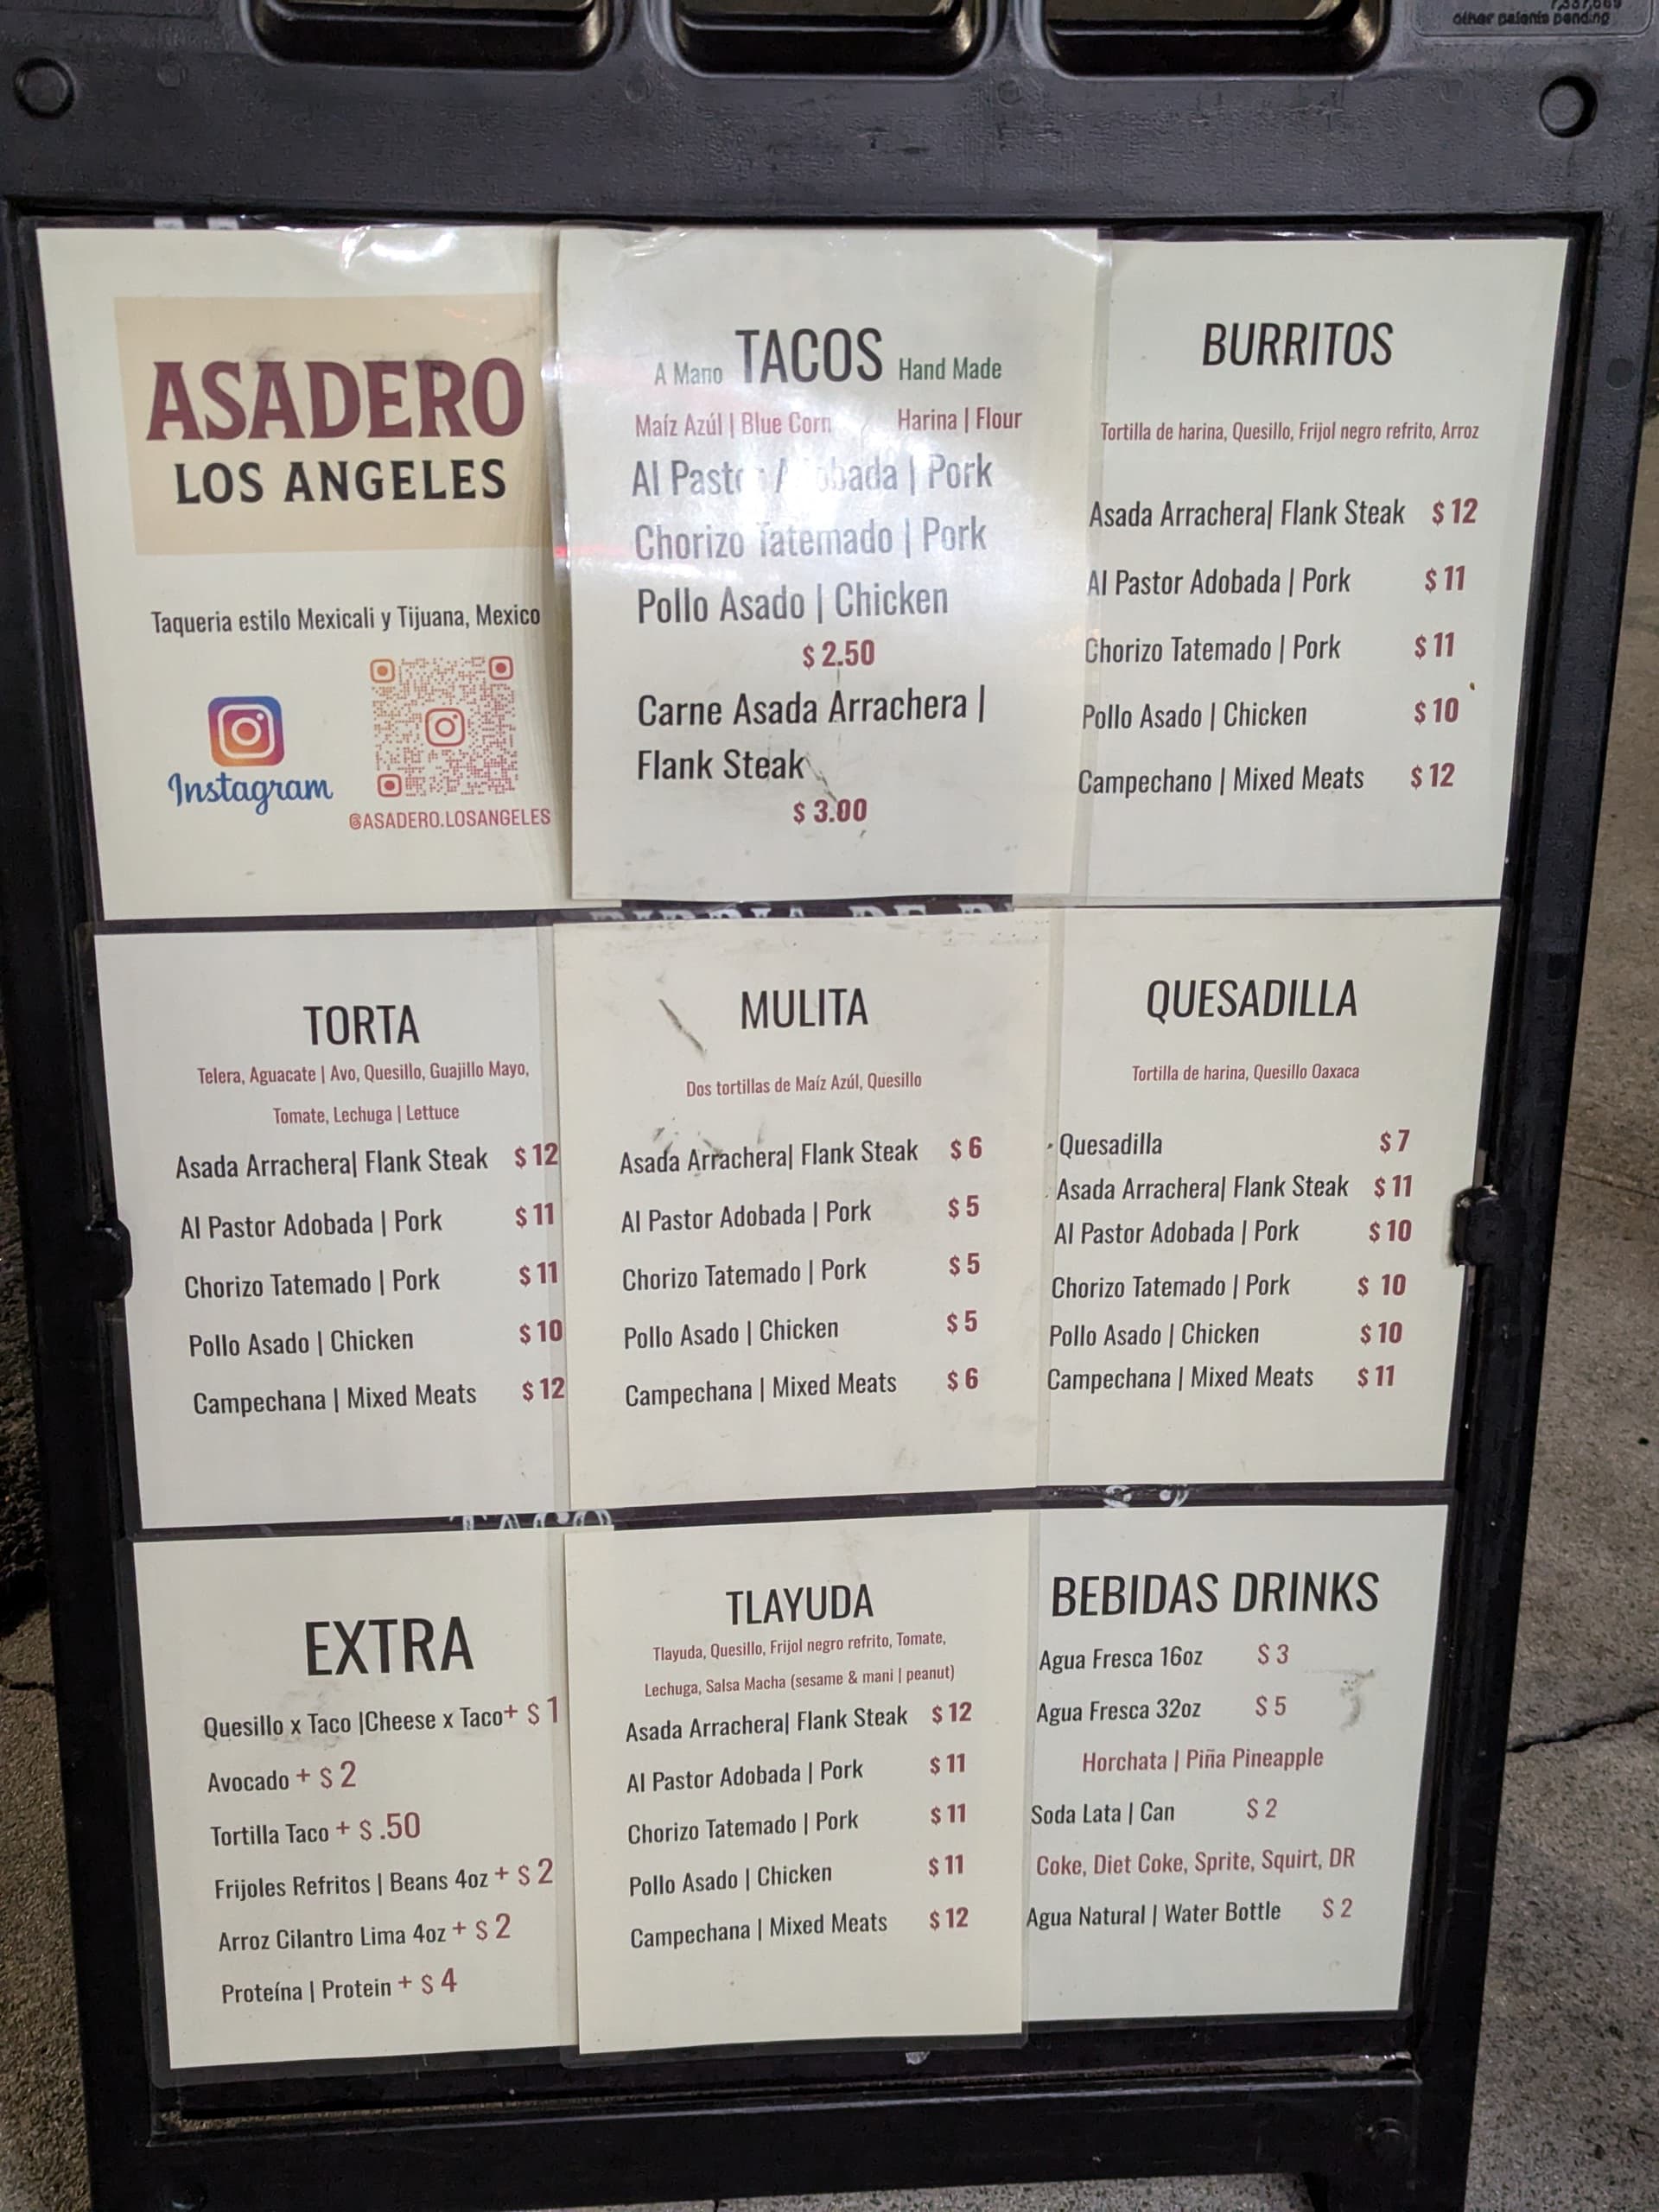 7,337,669
other patents pending
ASADERO
LOS ANGELES
Taqueria estilo Mexicali y Tijuana, Mexico
Instagram
@ASADERO.LOSANGELES
A Mano TACOS Hand Made
Maíz Azúl | Blue Corn Harina | Flour
Al Pastor Adobada | Pork
Chorizo Tatemado | Pork
Pollo Asado | Chicken
$ 2.50
Carne Asada Arrachera |
Flank Steak
$ 3.00
BURRITOS
Tortilla de harina, Quesillo, Frijol negro refrito, Arroz
Asada Arrachera| Flank Steak $ 12
Al Pastor Adobada | Pork $ 11
Chorizo Tatemado | Pork $ 11
Pollo Asado | Chicken $ 10
Campechano | Mixed Meats $ 12
TORTA
Telera, Aguacate | Avo, Quesillo, Guajillo Mayo,
Tomate, Lechuga | Lettuce
Asada Arrachera| Flank Steak $ 12
Al Pastor Adobada | Pork $ 11
Chorizo Tatemado | Pork $ 11
Pollo Asado | Chicken $ 10
Campechana | Mixed Meats $ 12
MULITA
Dos tortillas de Maíz Azúl, Quesillo
Asada Arrachera| Flank Steak $ 6
Al Pastor Adobada | Pork $ 5
Chorizo Tatemado | Pork $ 5
Pollo Asado | Chicken $ 5
Campechana | Mixed Meats $ 6
QUESADILLA
Tortilla de harina, Quesillo Oaxaca
Quesadilla $ 7
Asada Arrachera| Flank Steak $ 11
Al Pastor Adobada | Pork $ 10
Chorizo Tatemado | Pork $ 10
Pollo Asado | Chicken $ 10
Campechana | Mixed Meats $ 11
EXTRA
Quesillo x Taco |Cheese x Taco+ $ 1
Avocado + $ 2
Tortilla Taco + $ .50
Frijoles Refritos | Beans 4oz + $ 2
Arroz Cilantro Lima 4oz + $ 2
Proteína | Protein + $ 4
TLAYUDA
Tlayuda, Quesillo, Frijol negro refrito, Tomate,
Lechuga, Salsa Macha (sesame & mani | peanut)
Asada Arrachera| Flank Steak $ 12
Al Pastor Adobada | Pork $ 11
Chorizo Tatemado | Pork $ 11
Pollo Asado | Chicken $ 11
Campechana | Mixed Meats $ 12
BEBIDAS DRINKS
Agua Fresca 16oz $ 3
Agua Fresca 32oz $ 5
Horchata | Piña Pineapple
Soda Lata | Can $ 2
Coke, Diet Coke, Sprite, Squirt, DR
Agua Natural | Water Bottle $ 2